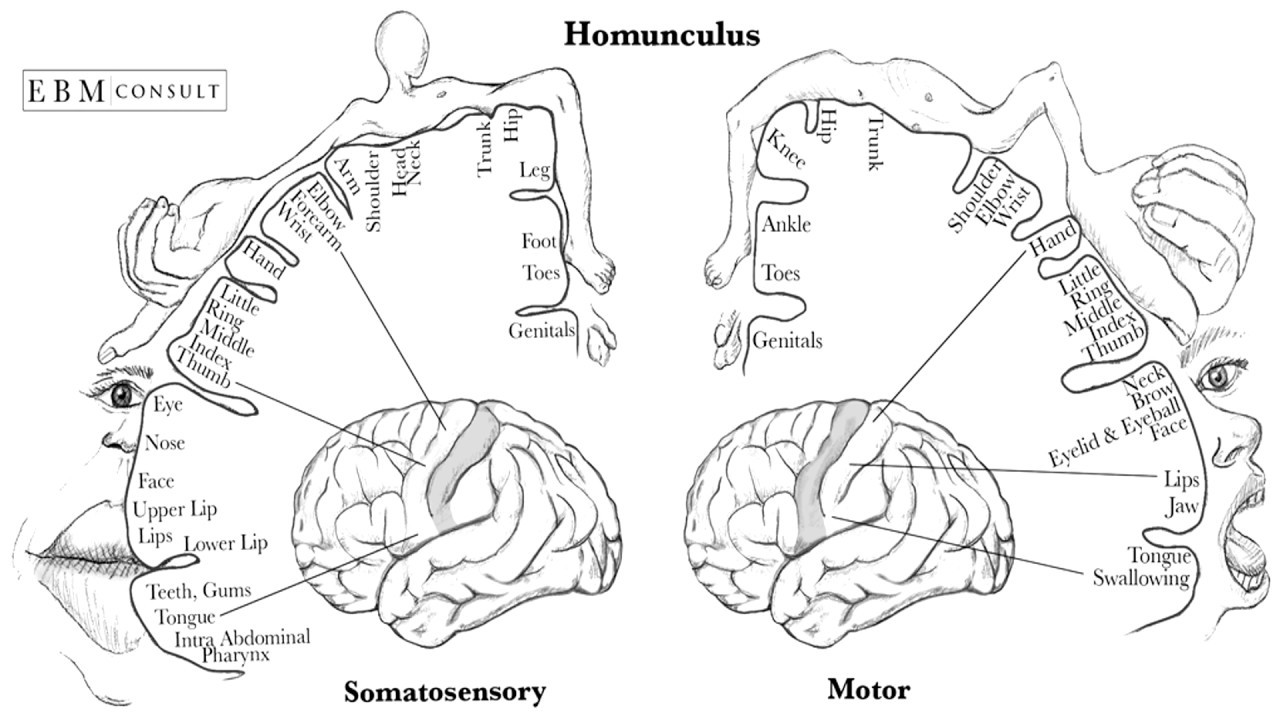 Homunculus
EBM CONSULT
Hip
Trunk
Head
Neck
Shoulder
Arm
Elbow
Forearm
Wrist
Hand
Little
Ring
Middle
Index
Thumb
Leg
Foot
Toes
Genitals
Eye
Nose
Face
Upper Lip
Lips
Lower Lip
Teeth, Gums
Tongue
Intra Abdominal
Pharynx
Somatosensory
Hip
Trunk
Knee
Ankle
Toes
Genitals
Shoulder
Elbow
Wrist
Hand
Little
Ring
Middle
Index
Thumb
Neck
Brow
Eyelid & Eyeball
Face
Lips
Jaw
Tongue
Swallowing
Motor